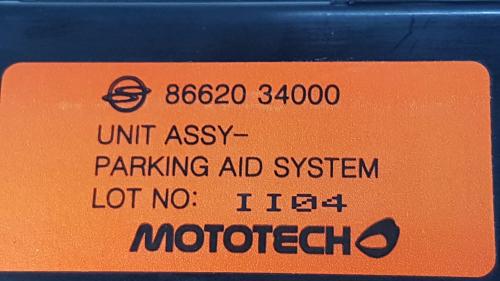 86620 34000
UNIT ASSY-
PARKING AID SYSTEM
LOT NO: II04
MOTOTECH